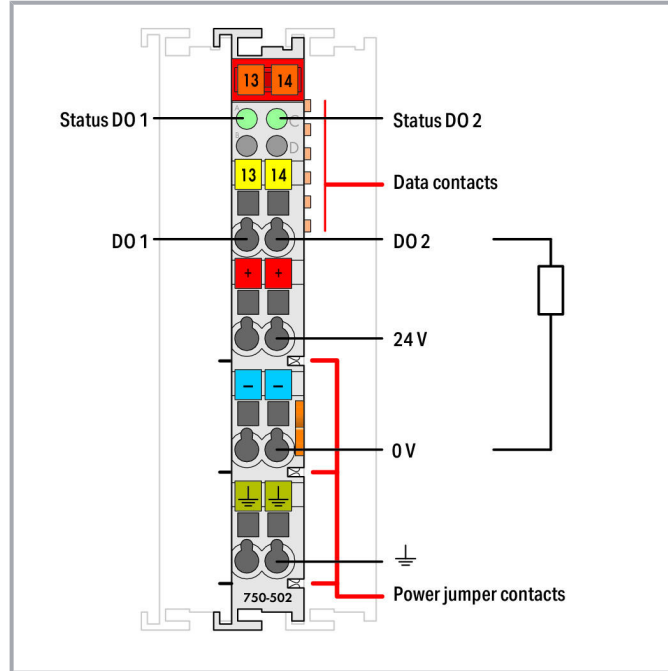 13 14
Status DO 1
A
C
Status DO 2
B
D
13 14
Data contacts
DO 1
DO 2
+ +
24 V
− −
0 V
750-502
Power jumper contacts